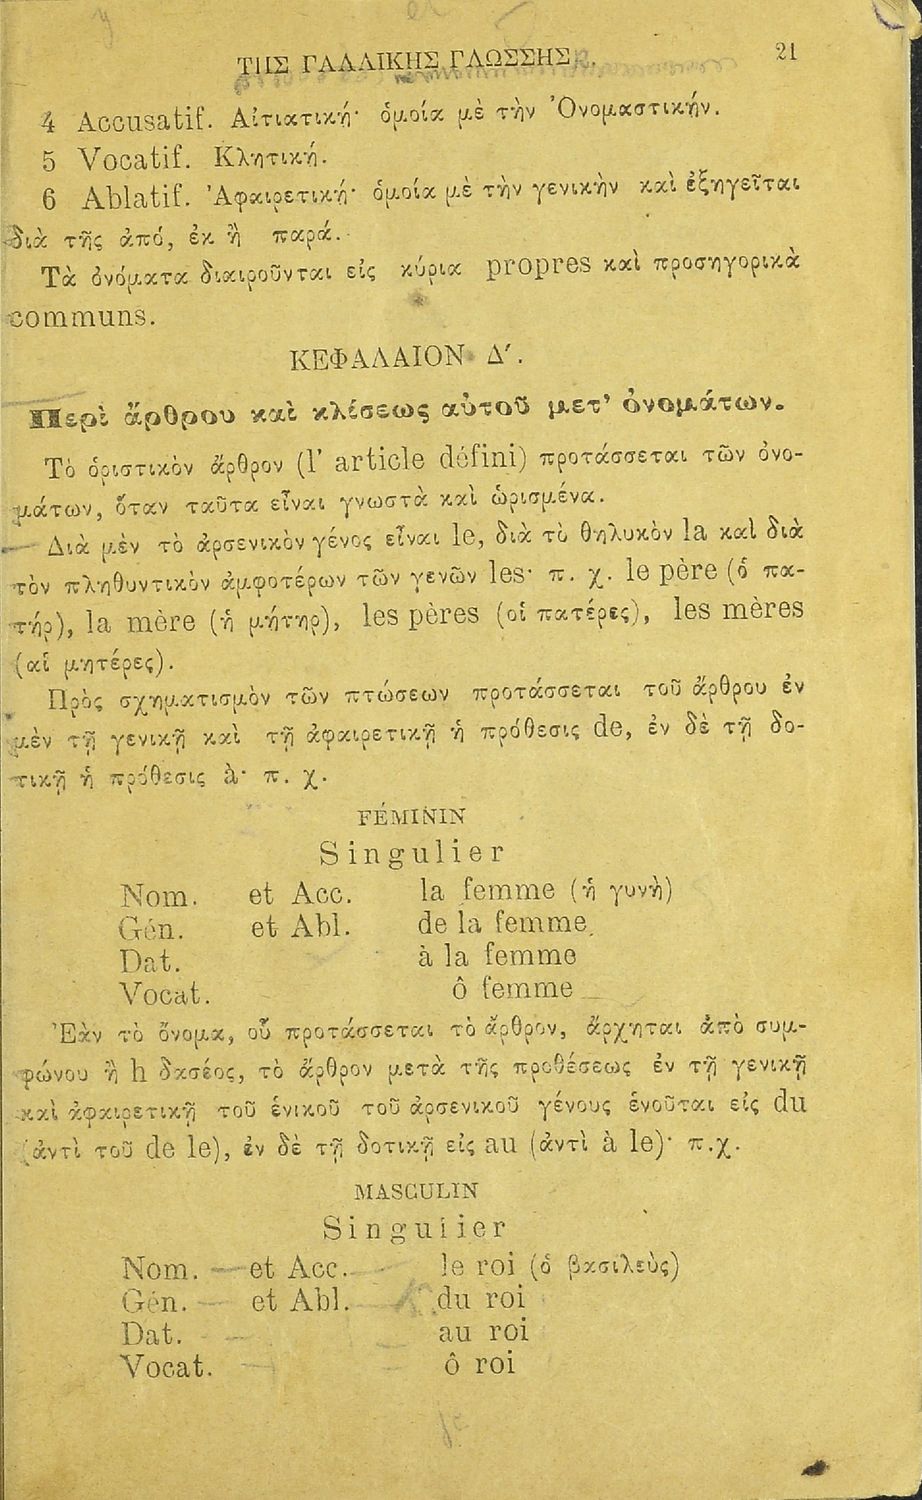 ΤΗΣ ΓΑΛΛΙΚΗΣ ΓΛΩΣΣΗΣ. 21
4 Accusatif. Αἰτιατική· ὁμοία μὲ τὴν Ὀνομαστικήν.
5 Vocatif. Κλητική.
6 Ablatif. Ἀφαιρετική· ὁμοία μὲ τὴν γενικὴν καὶ ἐξηγεῖται
διὰ τῆς ἀπό, ἐκ ἢ παρά.
Τὰ ὀνόματα διαιροῦνται εἰς κύρια propres καὶ προσηγορικὰ
communs.
ΚΕΦΑΛΑΙΟΝ Δ΄.
Περὶ ἄρθρου καὶ κλίσεως αὐτοῦ μετ' ὀνομάτων.
Τὸ ὁριστικὸν ἄρθρον (l' article défini) προτάσσεται τῶν ὀνο-
μάτων, ὅταν ταῦτα εἶναι γνωστὰ καὶ ὡρισμένα.
Διὰ μὲν τὸ ἀρσενικὸν γένος εἶναι le, διὰ τὸ θηλυκὸν la καὶ διὰ
τὸν πληθυντικὸν ἀμφοτέρων τῶν γενῶν les· π. χ. le père (ὁ πα-
τήρ), la mère (ἡ μήτηρ), les pères (οἱ πατέρες), les mères
(αἱ μητέρες).
Πρὸς σχηματισμὸν τῶν πτώσεων προτάσσεται τοῦ ἄρθρου ἐν
μὲν τῇ γενικῇ καὶ τῇ ἀφαιρετικῇ ἡ πρόθεσις de, ἐν δὲ τῇ δο-
τικῇ ἡ πρόθεσις à· π. χ.
FÉMININ
Singulier
Nom. et Acc. la femme (ἡ γυνὴ)
Gén. et Abl. de la femme.
Dat. à la femme
Vocat. ô femme
Ἐὰν τὸ ὄνομα, οὗ προτάσσεται τὸ ἄρθρον, ἄρχηται ἀπὸ συμ-
φώνου ἢ h δασέος, τὸ ἄρθρον μετὰ τῆς προθέσεως ἐν τῇ γενικῇ
καὶ ἀφαιρετικῇ τοῦ ἑνικοῦ τοῦ ἀρσενικοῦ γένους ἑνοῦται εἰς du
(ἀντὶ τοῦ de le), ἐν δὲ τῇ δοτικῇ εἰς au (ἀντὶ à le)· π.χ.
MASCULIN
Singulier
Nom. et Acc. le roi (ὁ βασιλεὺς)
Gén. et Abl. du roi
Dat. au roi
Vocat. ô roi